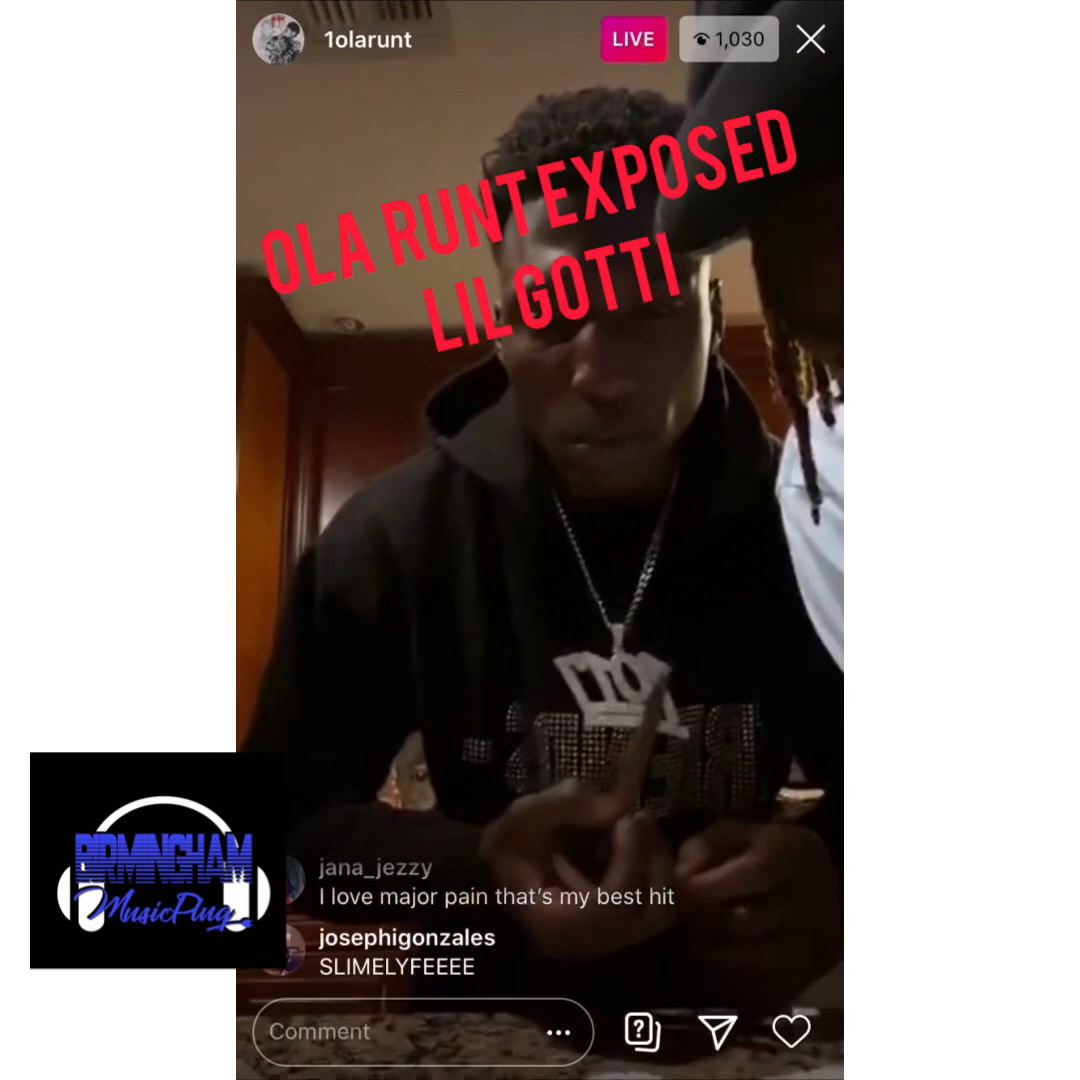 1olarunt
LIVE
1,030
OLA RUNT EXPOSED
LIL GOTTI
jana_jezzy
I love major pain that’s my best hit
josephigonzales
SLIMELYFEEEE
Comment
BIRMINGHAM
MusicPlug